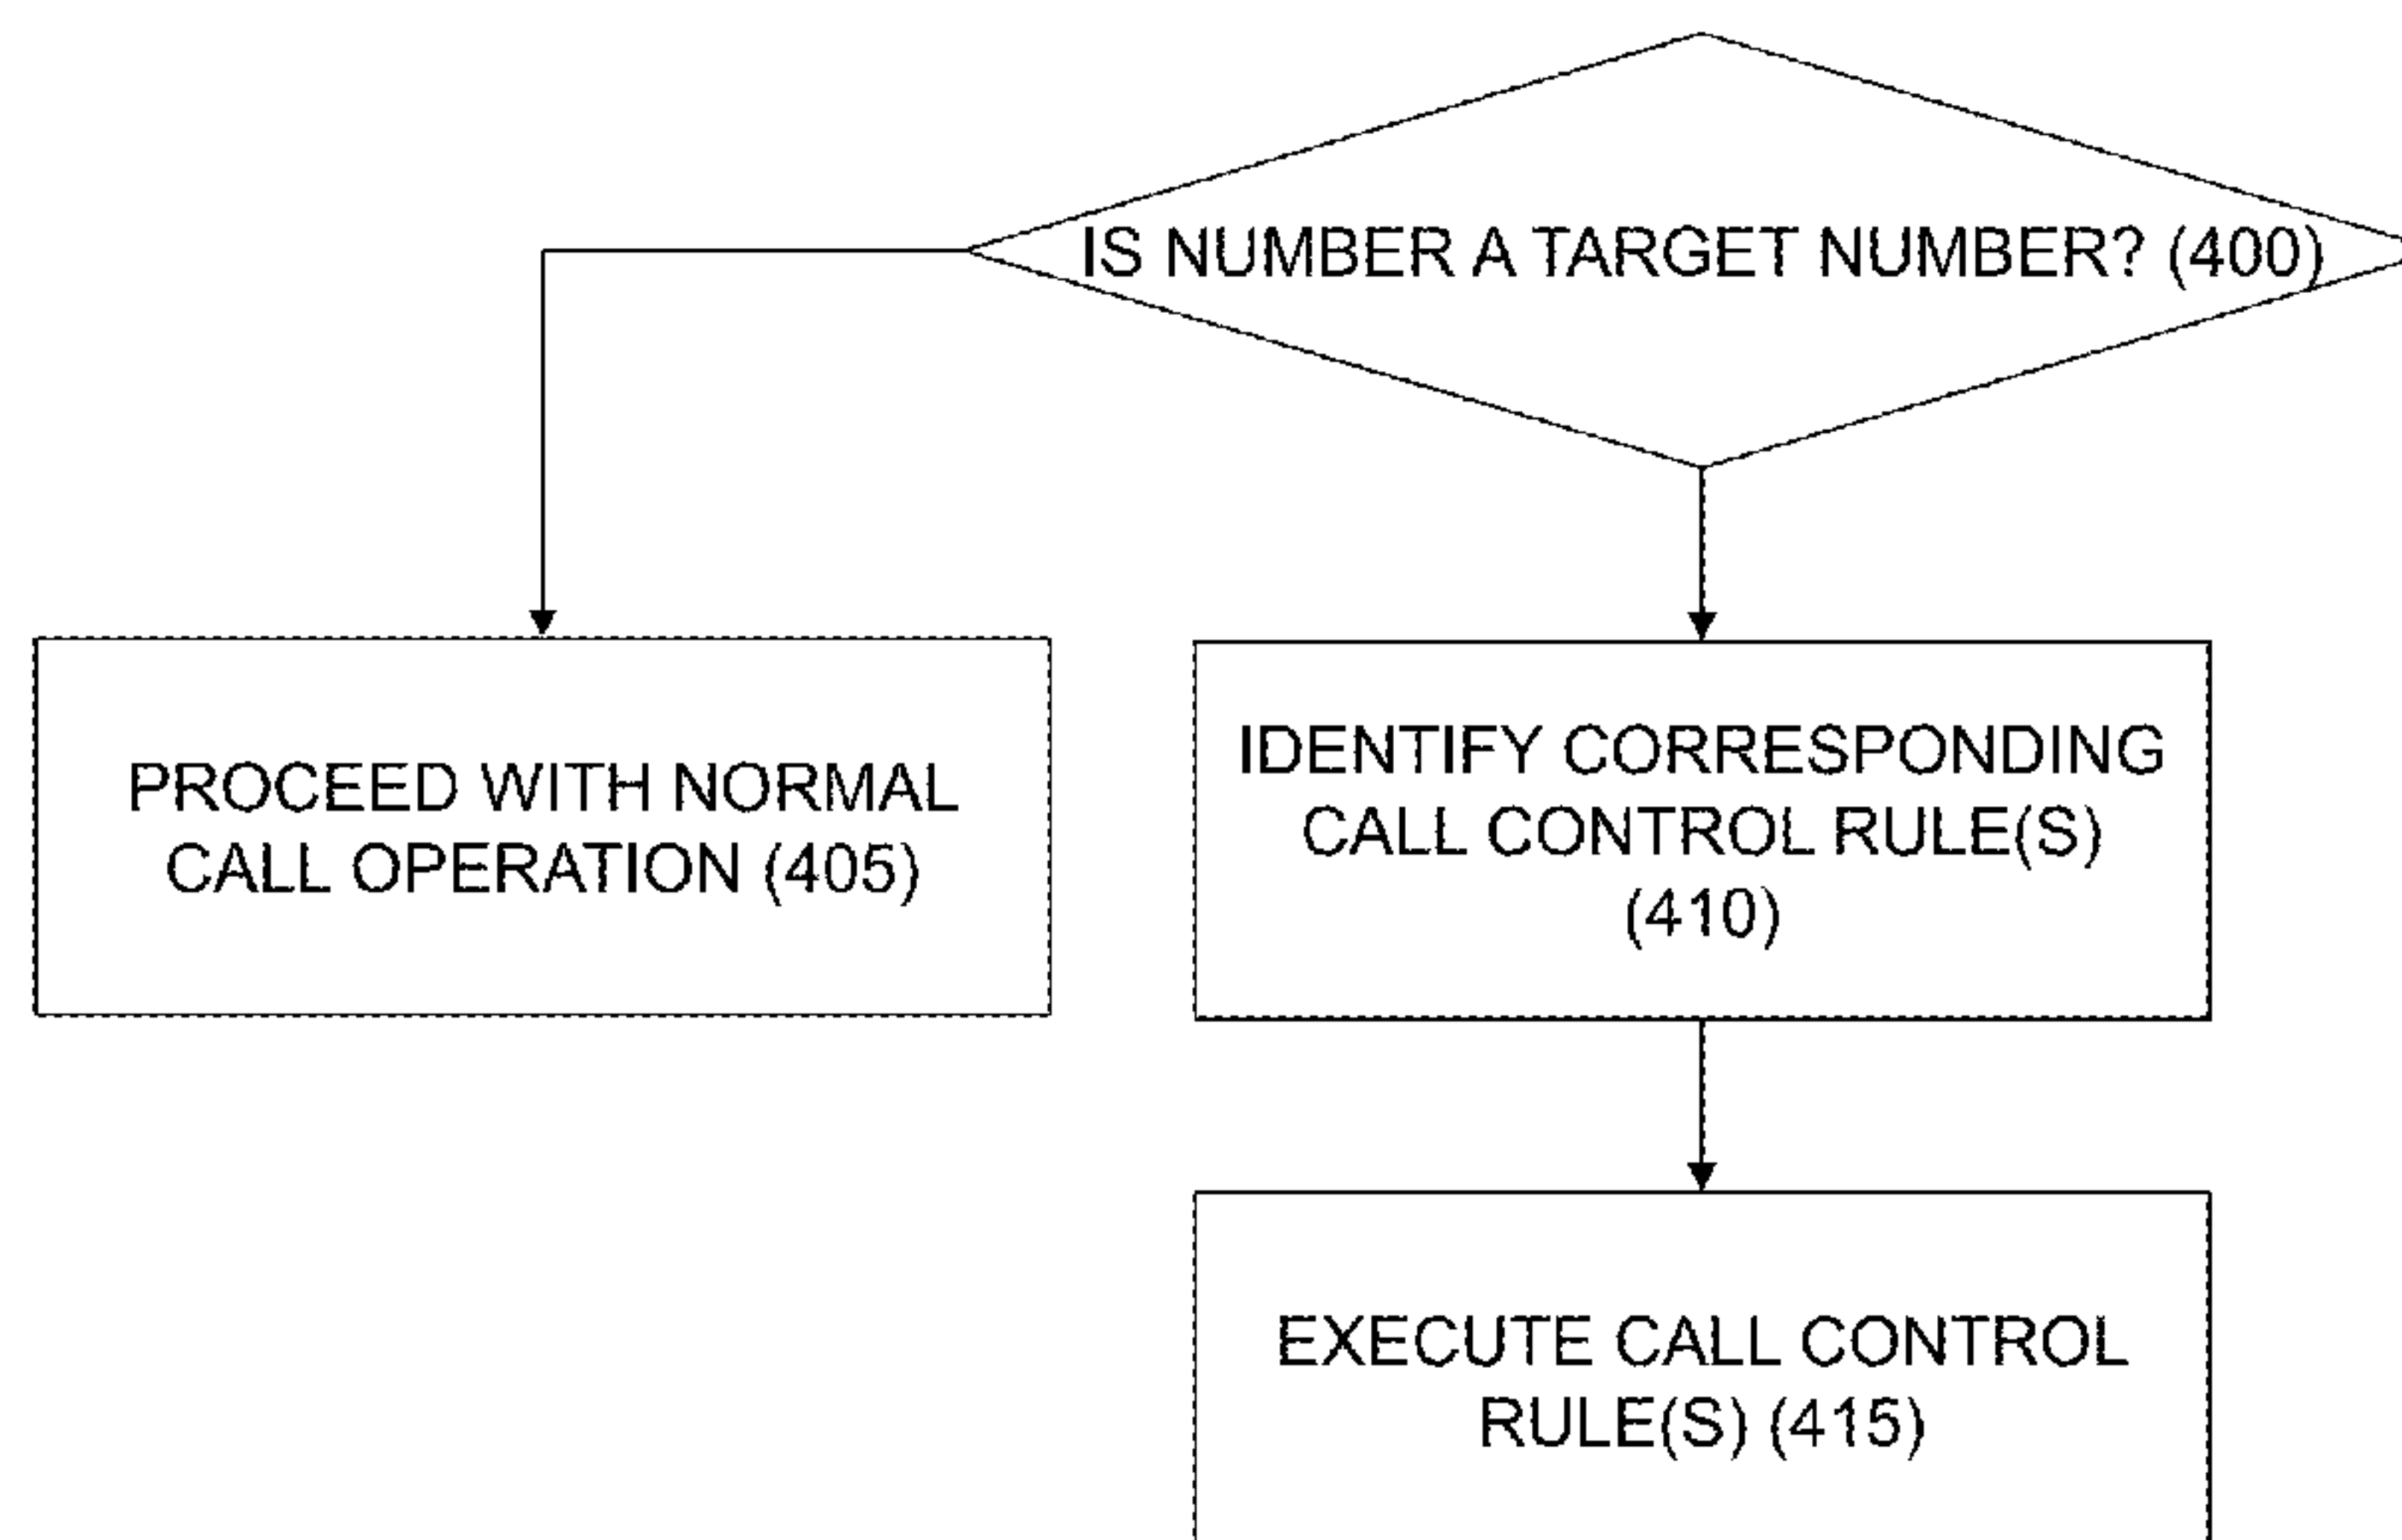 IS NUMBER A TARGET NUMBER? (400)
PROCEED WITH NORMAL
CALL OPERATION (405)
IDENTIFY CORRESPONDING
CALL CONTROL RULE(S)
(410)
EXECUTE CALL CONTROL
RULE(S) (415)